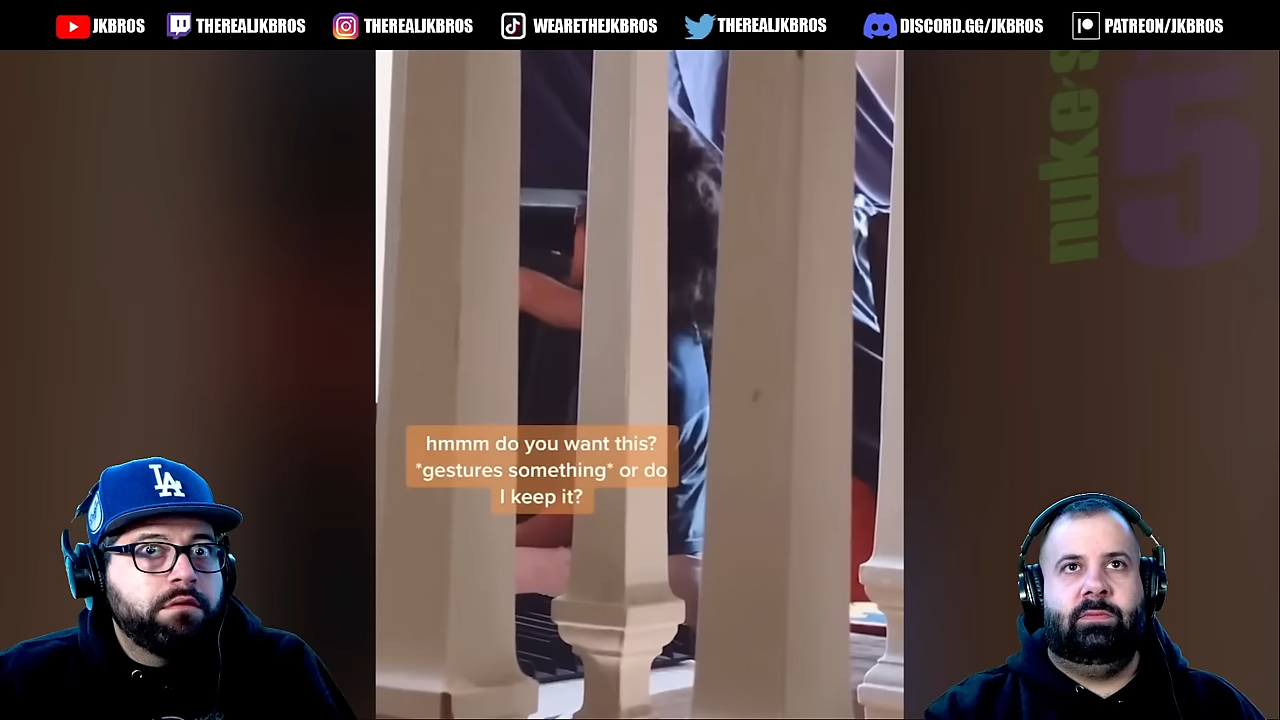 JKBROS THEREALJKBROS THEREALJKBROS WEARETHEJKBROS THEREALJKBROS DISCORD.GG/JKBROS PATREON/JKBROS
nuke's
5
LA
hmmm do you want this?
*gestures something* or do
I keep it?